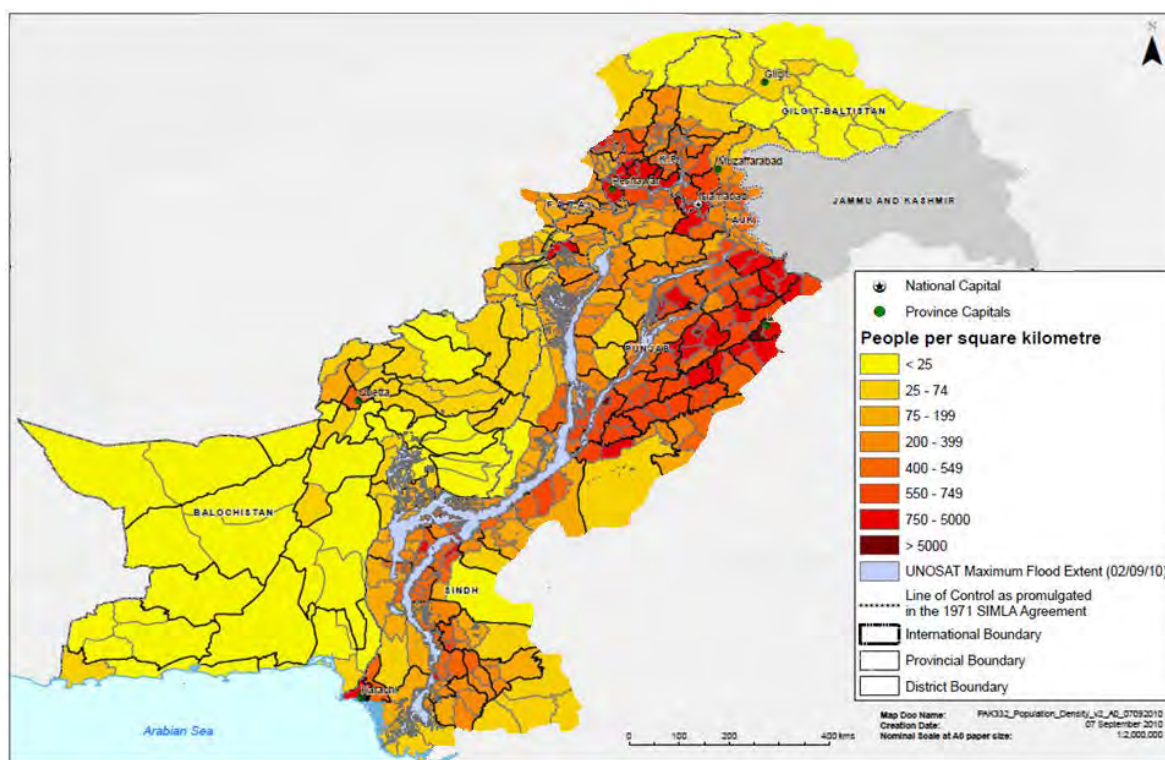 N
Gilgit
GILGIT-BALTISTAN
K.P.
Muzaffarabad
Peshawar
Islamabad
F.A.T.A.
AJ&K
JAMMU AND KASHMIR
PUNJAB
Quetta
BALOCHISTAN
SINDH
Karachi
Arabian Sea
National Capital
Province Capitals
People per square kilometre
< 25
25 - 74
75 - 199
200 - 399
400 - 549
550 - 749
750 - 5000
> 5000
UNOSAT Maximum Flood Extent (02/09/10)
Line of Control as promulgated
in the 1971 SIMLA Agreement
International Boundary
Provincial Boundary
District Boundary
0 100 200 400 kms
Map Doc Name: PAK332_Population_Density_v2_A0_07092010
Creation Date: 07 September 2010
Nominal Scale at A0 paper size: 1:2,000,000